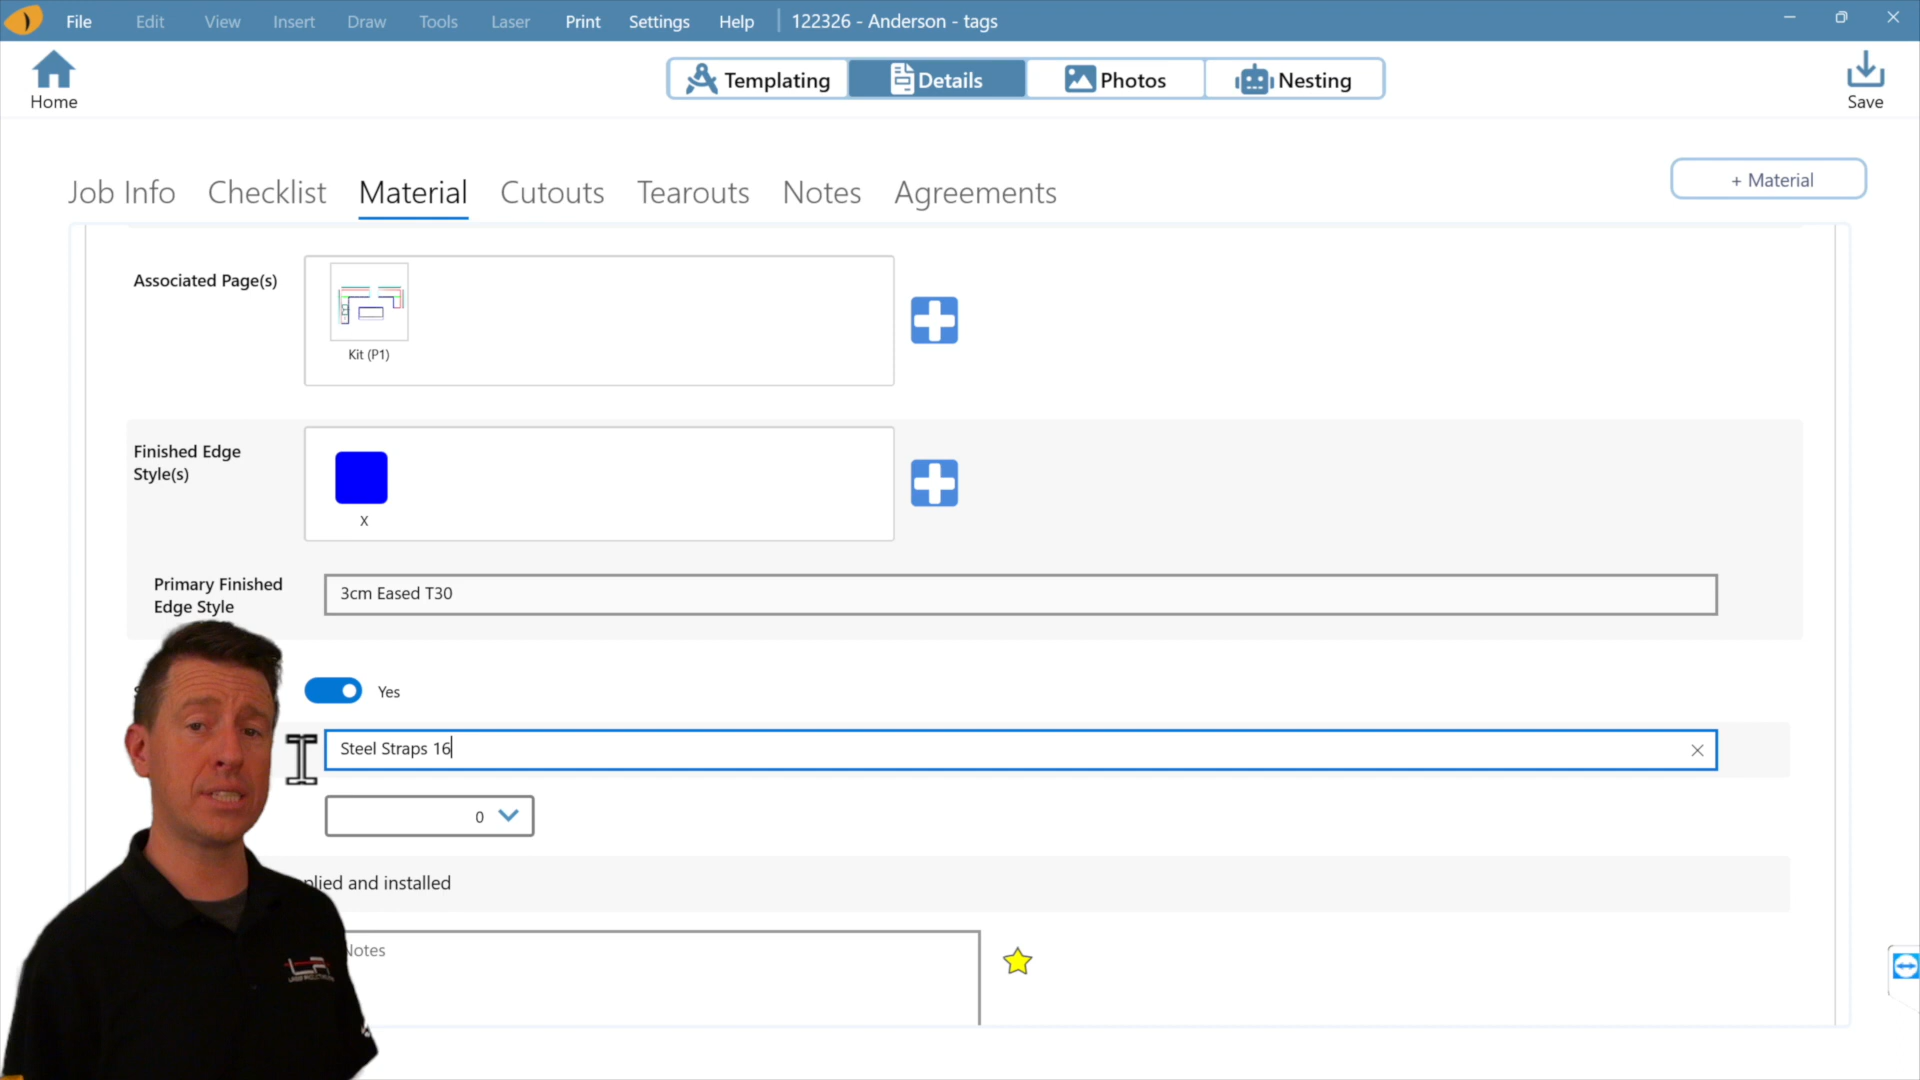 File Edit View Insert Draw Tools Laser Print Settings Help 122326 - Anderson - tags
Home
Templating Details Photos Nesting
Save
Job Info Checklist Material Cutouts Tearouts Notes Agreements
+ Material
Associated Page(s)
Kit (P1)
Finished Edge
Style(s)
X
Primary Finished
Edge Style
3cm Eased T30
Yes
Steel Straps 16
0
and installed
Notes